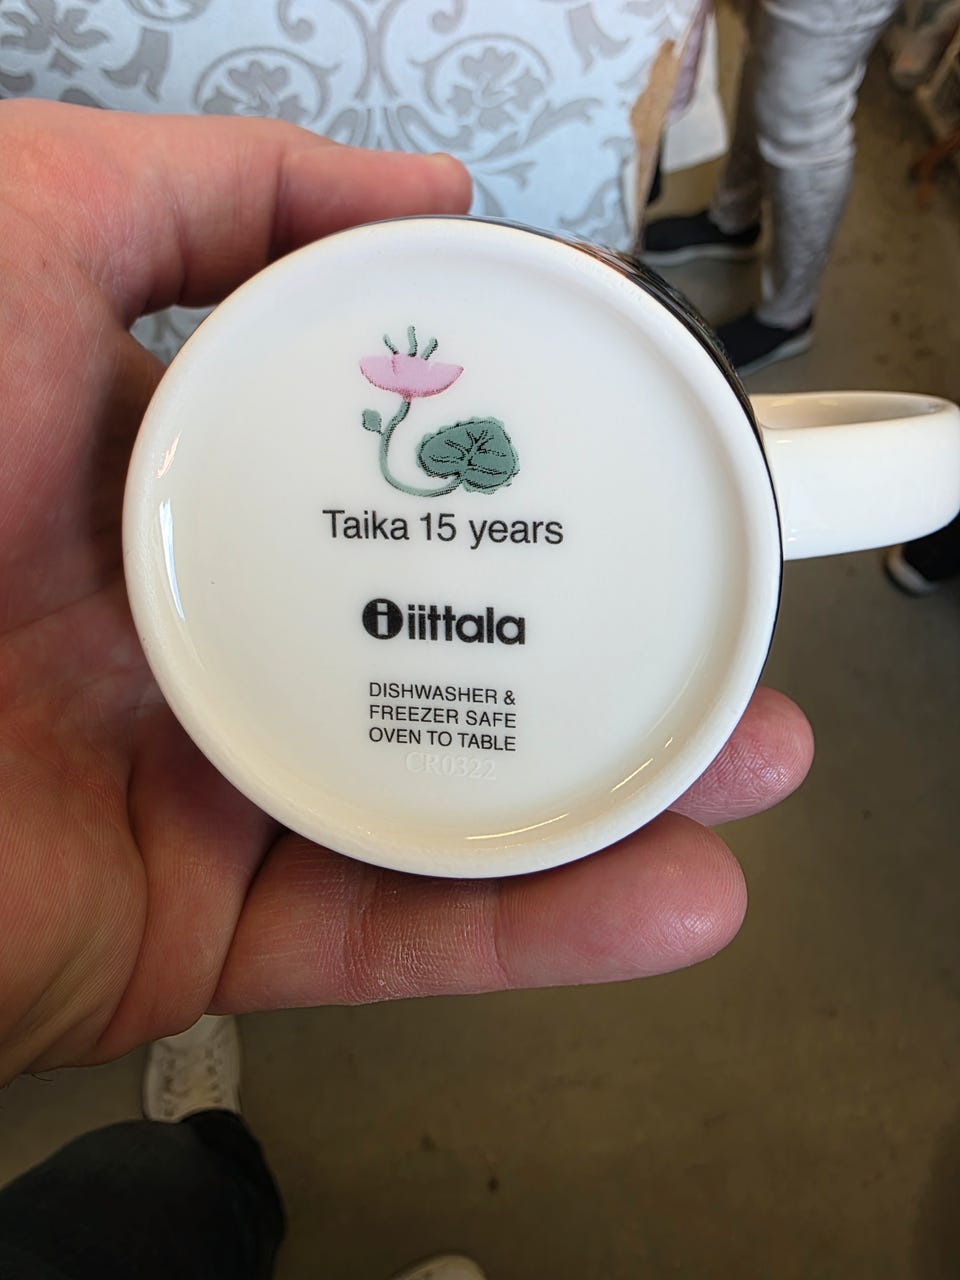 Taika 15 years
iittala
DISHWASHER &
FREEZER SAFE
OVEN TO TABLE
CR0322